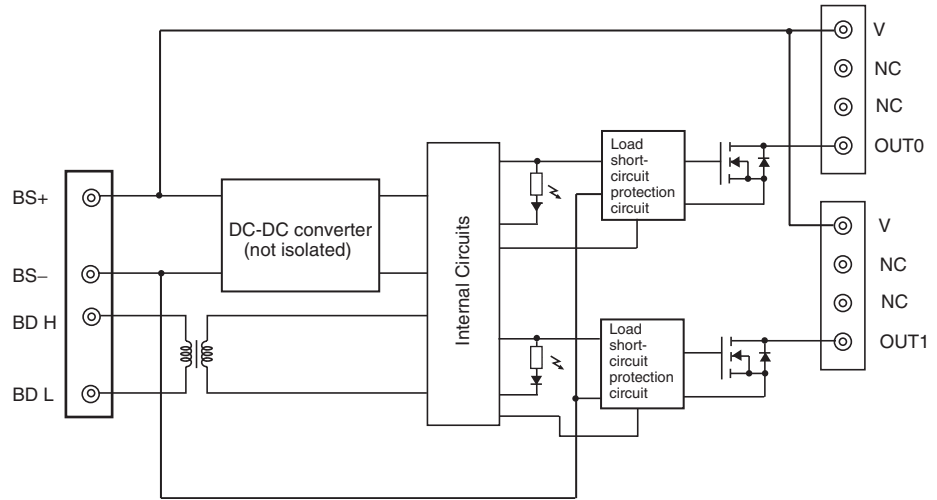 BS+
BS–
BD H
BD L
DC-DC converter
(not isolated)
Internal Circuits
Load
short-
circuit
protection
circuit
Load
short-
circuit
protection
circuit
V
NC
NC
OUT0
V
NC
NC
OUT1